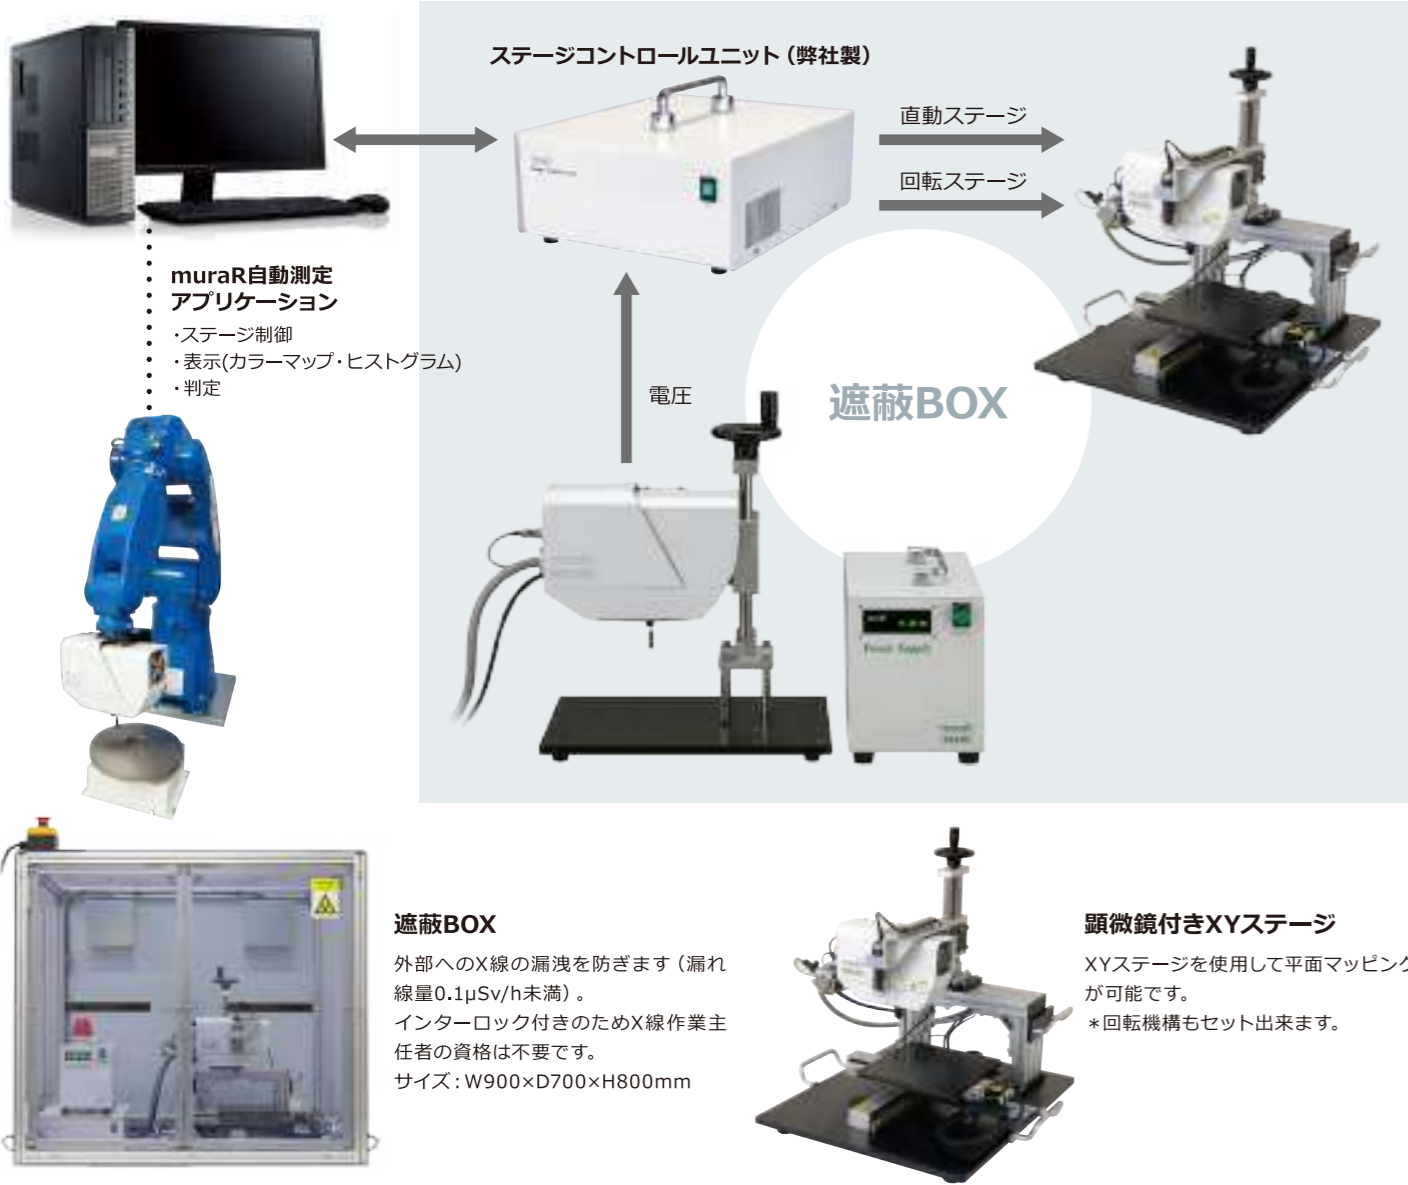 ステージコントロールユニット（弊社製）
直動ステージ
回転ステージ
muraR自動測定
アプリケーション
・ステージ制御
・表示(カラーマップ・ヒストグラム)
・判定
電圧
遮蔽BOX
Power Supply
遮蔽BOX
外部へのX線の漏洩を防ぎます（漏れ
線量0.1μSv/h未満）。
インターロック付きのためX線作業主
任者の資格は不要です。
サイズ：W900×D700×H800mm
顕微鏡付きXYステージ
XYステージを使用して平面マッピング
が可能です。
＊回転機構もセット出来ます。